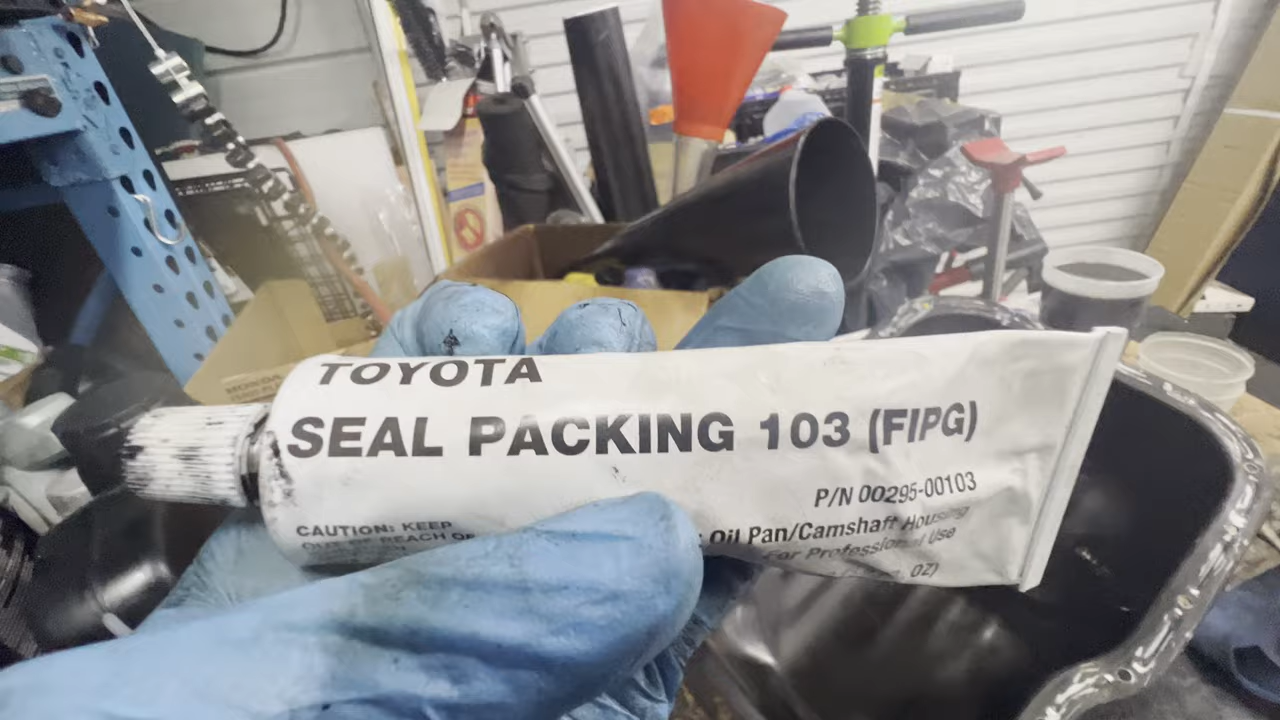 TOYOTA
SEAL PACKING 103 (FIPG)
P/N 00295-00103
CAUTION: KEEP
Oil Pan/Camshaft Housing
For Professional Use
OZ)